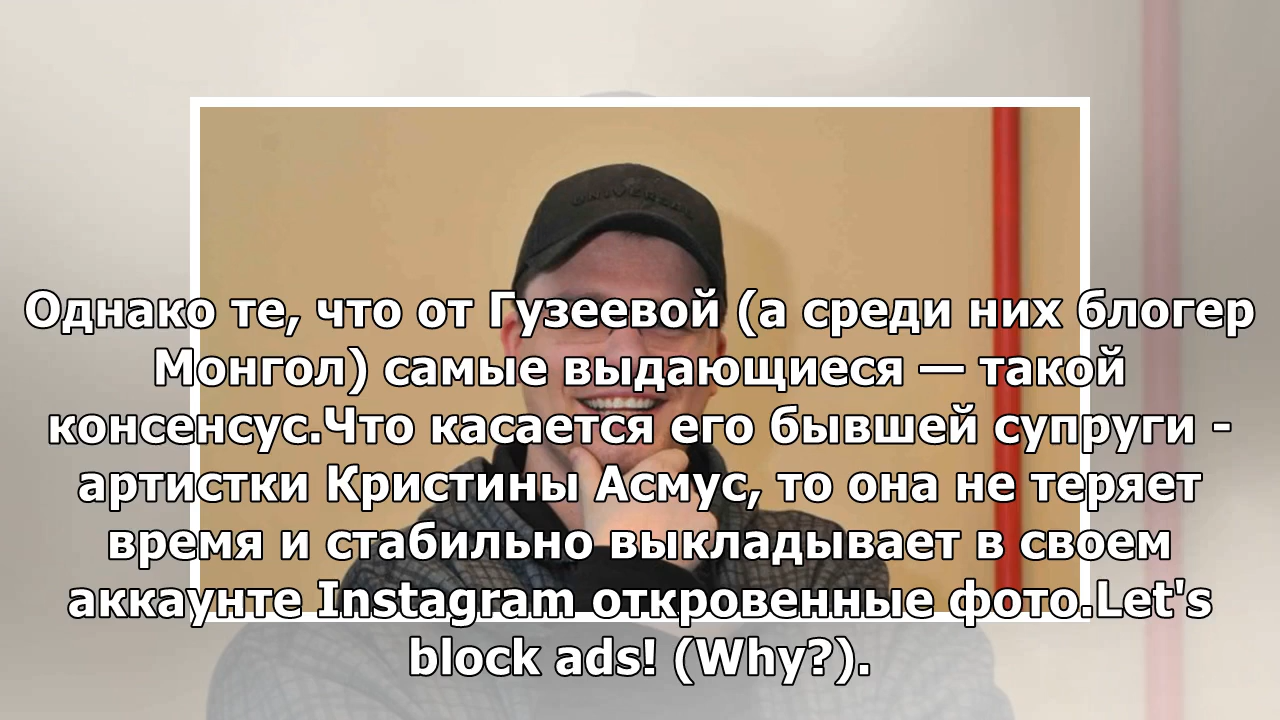 UNIVERSAL
Однако те, что от Гузеевой (а среди них блогер
Монгол) самые выдающиеся — такой
консенсус.Что касается его бывшей супруги -
артистки Кристины Асмус, то она не теряет
время и стабильно выкладывает в своем
аккаунте Instagram откровенные фото.Let's
block ads! (Why?).